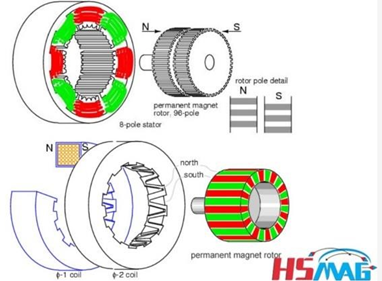 N
S
rotor pole detail
N
S
permanent magnet
rotor, 96-pole
8-pole stator
N
S
north
south
permanent magnet rotor
ϕ-1 coil
ϕ-2 coil
HSMAG